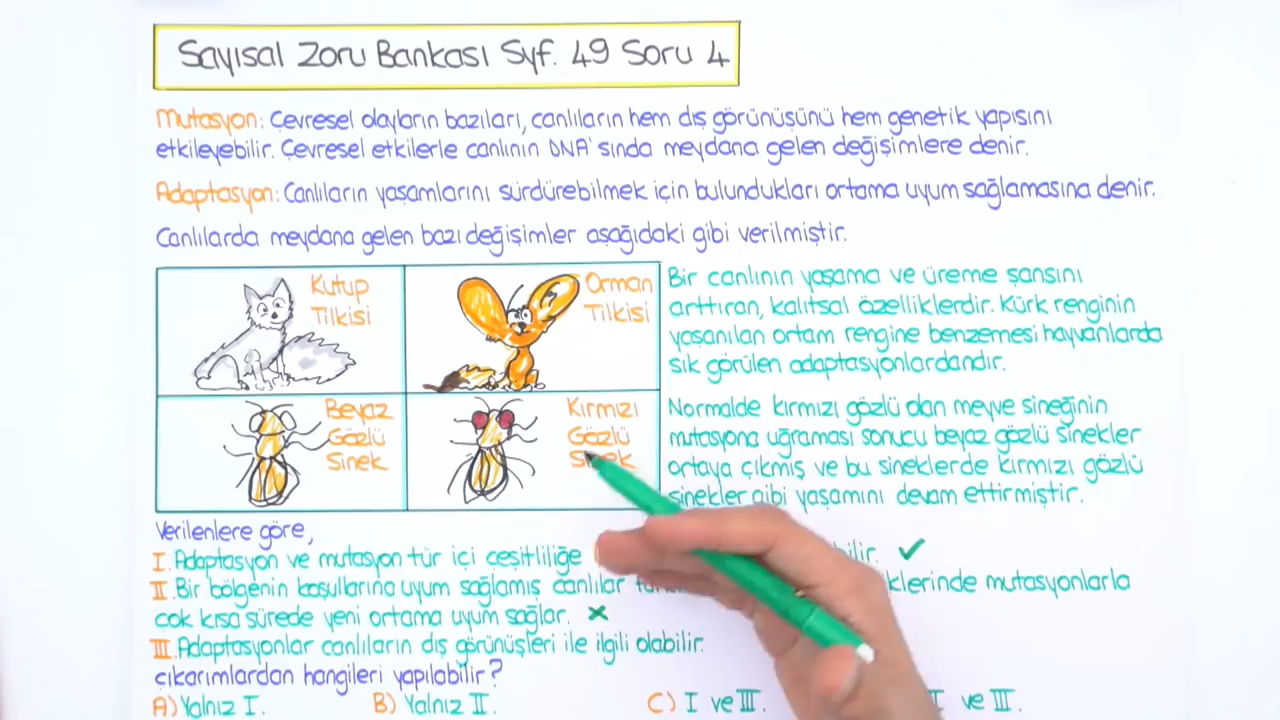 Sayısal Zoru Bankası Syf. 49 Soru 4
Mutasyon: Çevresel olayların bazıları, canlıların hem dış görünüşünü hem genetik yapısını
etkileyebilir. Çevresel etkilerle canlının DNA'sında meydana gelen değişimlere denir.
Adaptasyon: Canlıların yaşamlarını sürdürebilmek için bulundukları ortama uyum sağlamasına denir.
Canlılarda meydana gelen bazı değişimler aşağıdaki gibi verilmiştir.
Kutup
Tilkisi
Orman
Tilkisi
Bir canlının yaşama ve üreme şansını
arttıran, kalıtsal özelliklerdir. Kürk renginin
yaşanılan ortam rengine benzemesi hayvanlarda
sık görülen adaptasyonlardandır.
Beyaz
Gözlü
Sinek
Kırmızı
Gözlü
Sinek
Normalde kırmızı gözlü olan meyve sineğinin
mutasyona uğraması sonucu beyaz gözlü sinekler
ortaya çıkmış ve bu sineklerde kırmızı gözlü
sinekler gibi yaşamını devam ettirmiştir.
Verilenlere göre,
I. Adaptasyon ve mutasyon tür içi çeşitliliğe bilir. ✓
II. Bir bölgenin koşullarına uyum sağlamış canlılar klerinde mutasyonlarla
çok kısa sürede yeni ortama uyum sağlar. ×
III. Adaptasyonlar canlıların dış görünüşleri ile ilgili olabilir.
çıkarımlardan hangileri yapılabilir?
A) Yalnız I. B) Yalnız II. C) I ve III. I ve III.